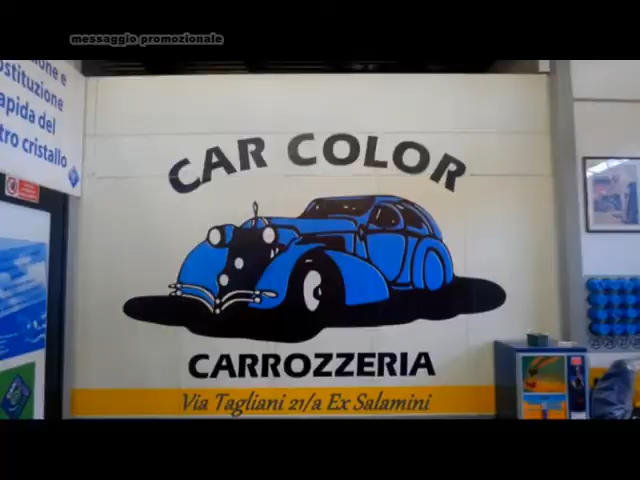 messaggio promozionale
ostituzione
apida del
tro cristallo
CAR COLOR
CARROZZERIA
Via Tagliani 21/a Ex Salamini